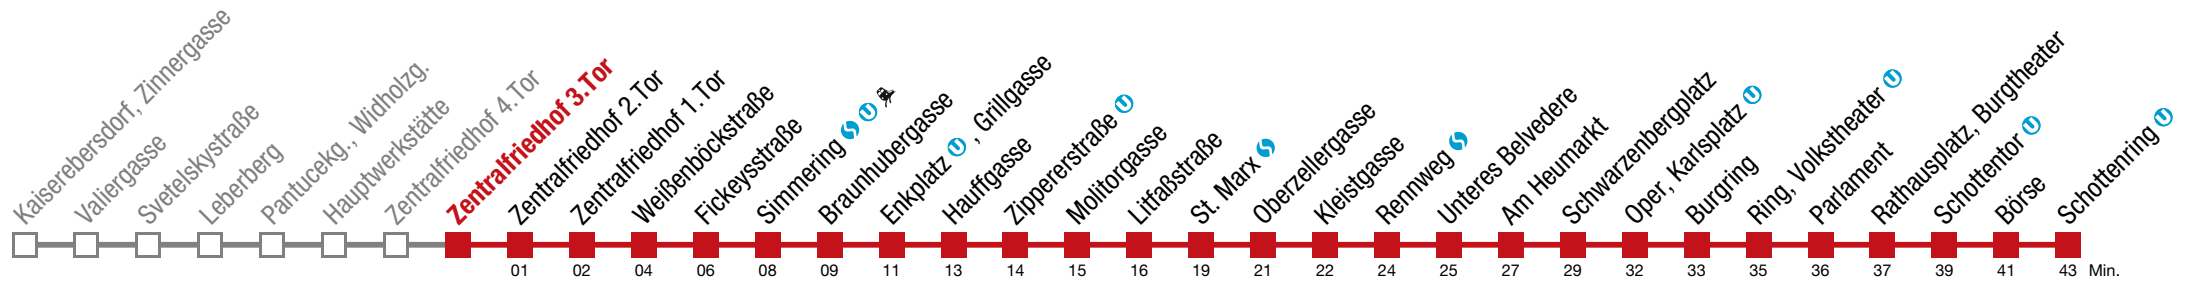 Kaiserebersdorf, Zinnergasse
Valiergasse
Svetelskystraße
Leberberg
Pantucekg., Widholzg.
Hauptwerkstätte
Zentralfriedhof 4.Tor
Zentralfriedhof 3.Tor
Zentralfriedhof 2.Tor
Zentralfriedhof 1.Tor
Weißenböckstraße
Fickeysstraße
Simmering S U
Braunhubergasse
Enkplatz U , Grillgasse
Hauffgasse
Zippererstraße U
Molitorgasse
Litfaßstraße
St. Marx S
Oberzellergasse
Kleistgasse
Rennweg S
Unteres Belvedere
Am Heumarkt
Schwarzenbergplatz
Oper, Karlsplatz U
Burgring
Ring, Volkstheater U
Parlament
Rathausplatz, Burgtheater
Schottentor U
Börse
Schottenring U
01 02 04 06 08 09 11 13 14 15 16 19 21 22 24 25 27 29 32 33 35 36 37 39 41 43 Min.